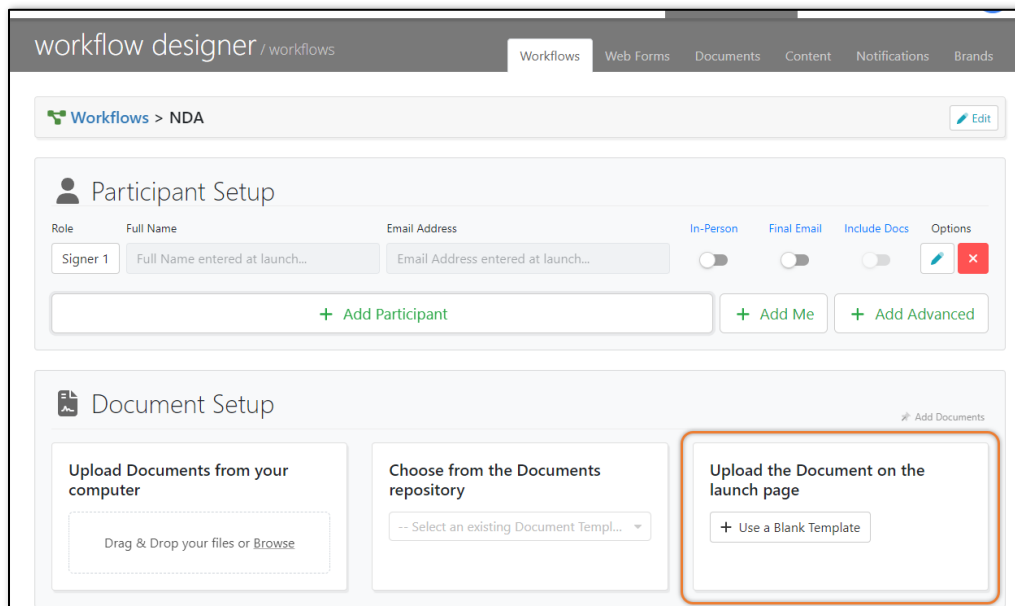 workflow designer / workflows
Workflows Web Forms Documents Content Notifications Brands
Workflows > NDA
Edit
Participant Setup
Role Full Name Email Address In-Person Final Email Include Docs Options
Signer 1 Full Name entered at launch... Email Address entered at launch...
+ Add Participant + Add Me + Add Advanced
Document Setup
Add Documents
Upload Documents from your
computer
Drag & Drop your files or Browse
Choose from the Documents
repository
-- Select an existing Document Templ...
Upload the Document on the
launch page
+ Use a Blank Template